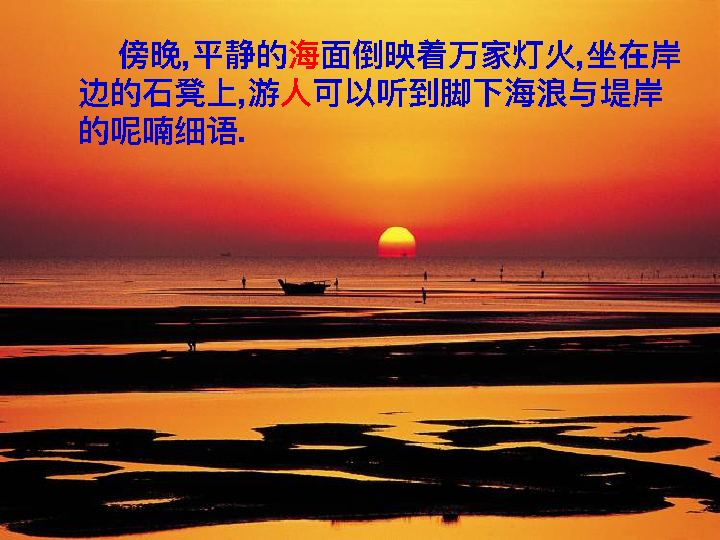 傍晚,平静的海面倒映着万家灯火,坐在岸
边的石凳上,游人可以听到脚下海浪与堤岸
的呢喃细语.